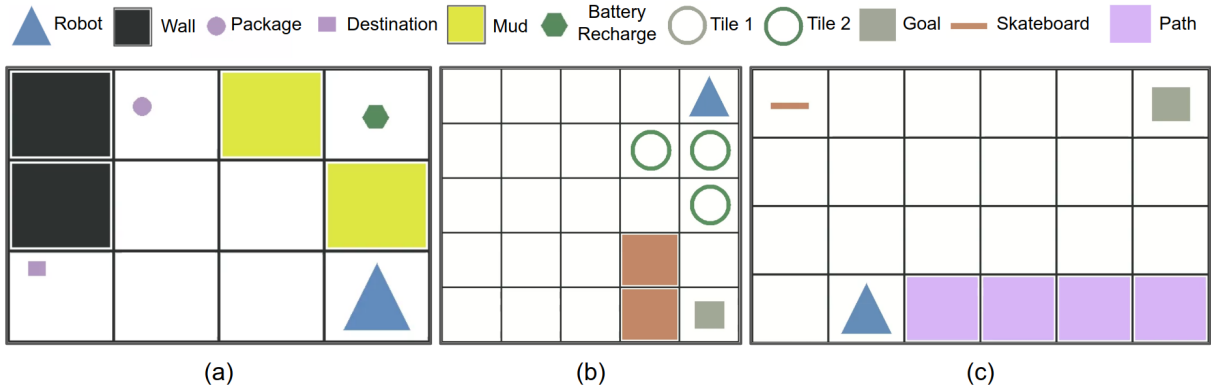 Robot Wall Package Destination Mud Battery Recharge Tile 1 Tile 2 Goal Skateboard Path
(a) (b) (c)